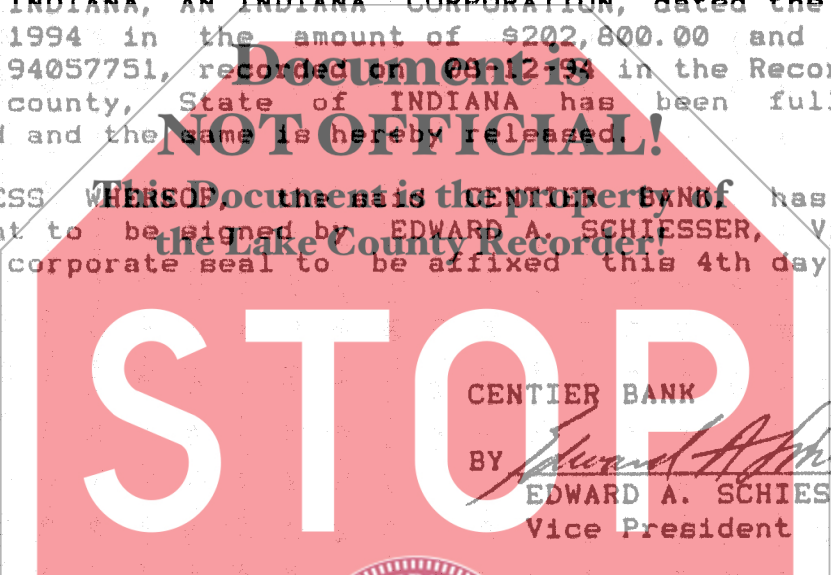 INDIANA, AN INDIANA CORPORATION, dated the
1994 in the amount of $202,800.00 and
Document is
94057751, recorded on 08-12-94 in the Recor
county, State of INDIANA has been ful
NOT OFFICIAL!
d and the same is hereby released.
This Document is the property of
ESS WHEREOF, the said CENTIER BANK, has
the Lake County Recorder!
nt to be signed by EDWARD A. SCHIESSER, V
corporate seal to be affixed this 4th day
STOP
CENTIER BANK
BY Edward A Schi
EDWARD A. SCHIES
Vice President